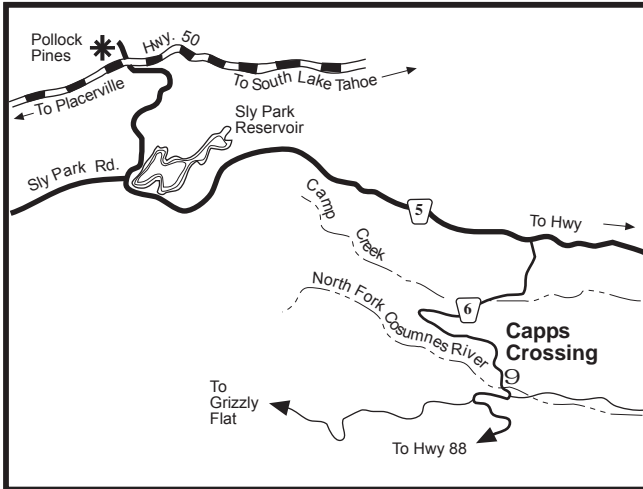 Pollock
Pines
Hwy. 50
To South Lake Tahoe
To Placerville
Sly Park
Reservoir
Sly Park Rd.
Camp
Creek
5
To Hwy
6
North Fork Cosumnes River
Capps
Crossing
9
To
Grizzly
Flat
To Hwy 88